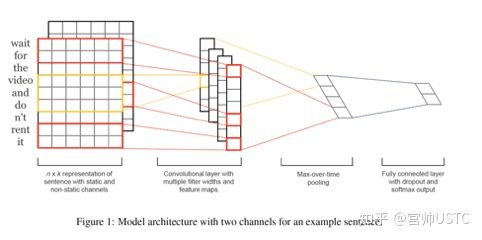 wait
for
the
video
and
do
n't
rent
it
n x k representation of
sentence with static and
non-static channels
Convolutional layer with
multiple filter widths and
feature maps
Max-over-time
pooling
Fully connected layer
with dropout and
softmax output
Figure 1: Model architecture with two channels for an example sentence.
知乎 @宫帅USTC